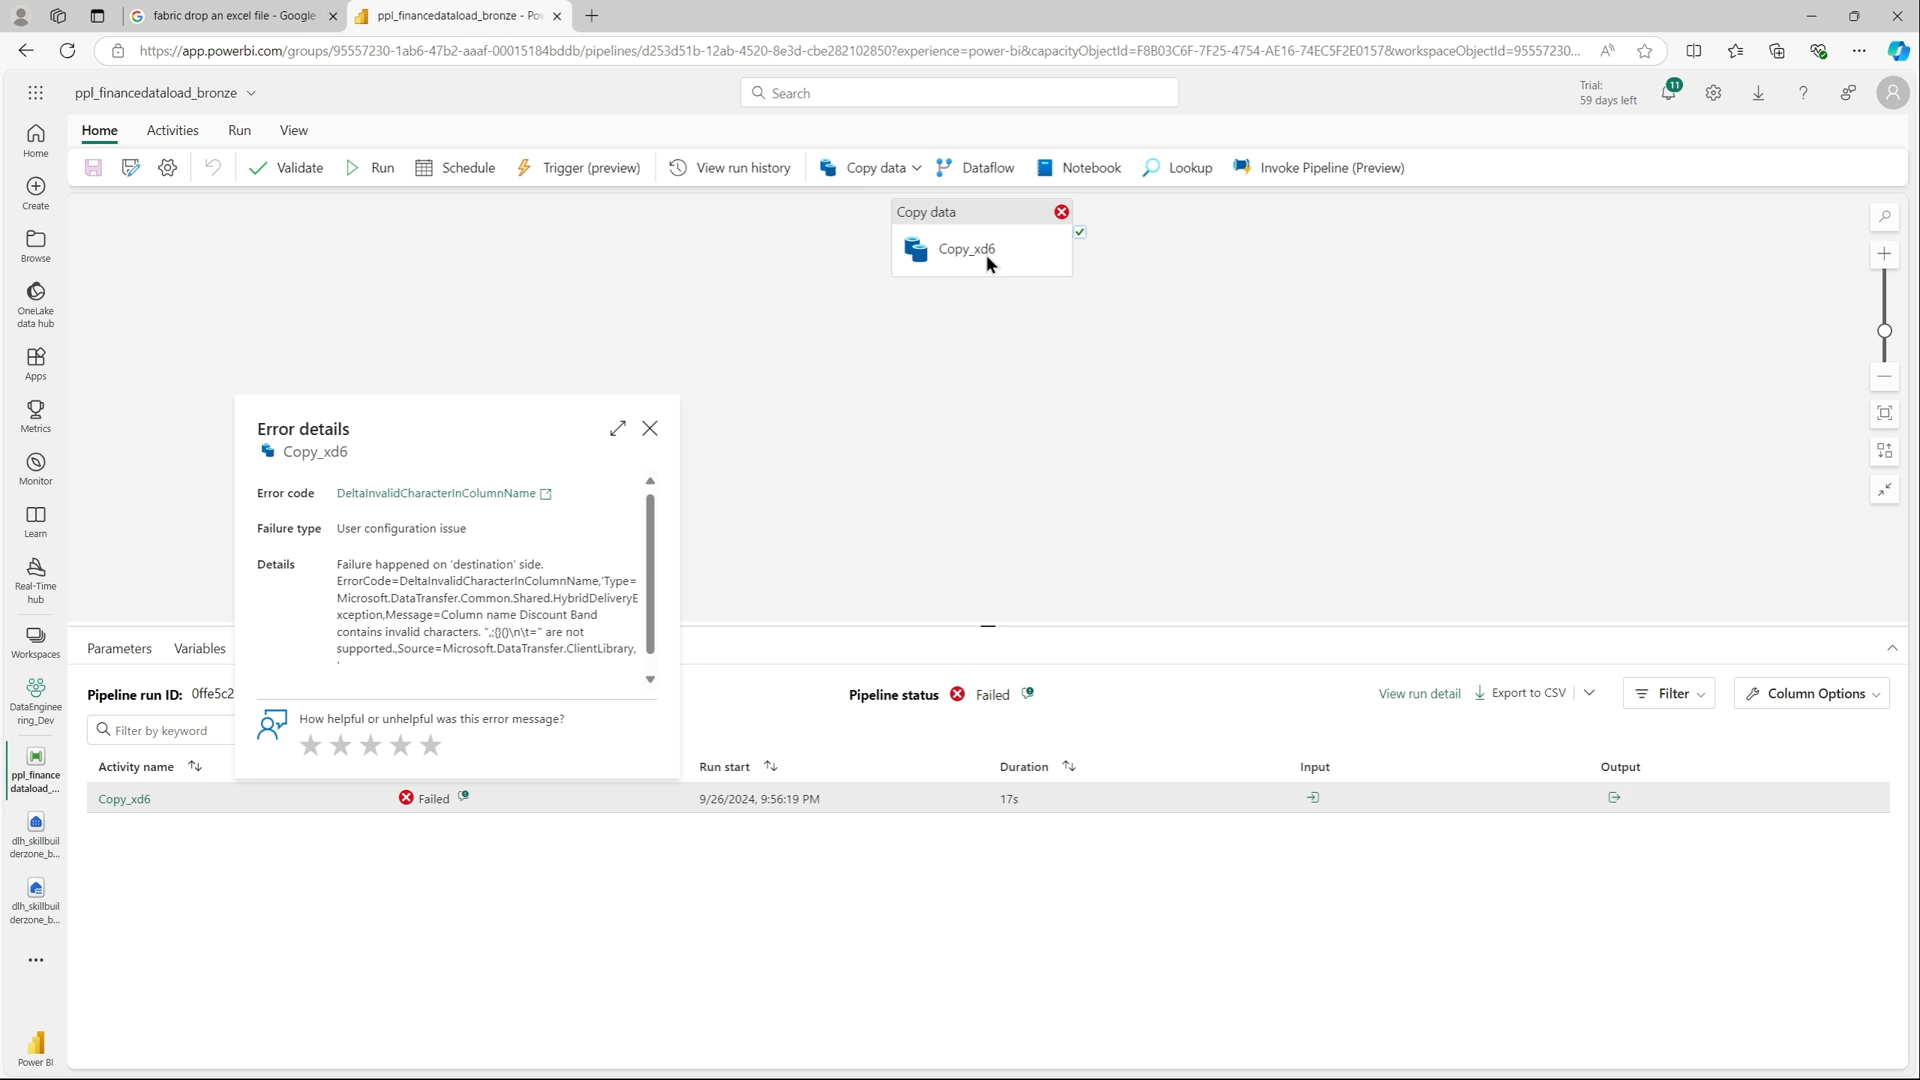 fabric drop an excel file - Google
ppl_financedataload_bronze - Pow
https://app.powerbi.com/groups/95557230-1ab6-47b2-aaaf-00015184bddb/pipelines/d253d51b-12ab-4520-8e3d-cbe282102850?experience=power-bi&capacityObjectId=F8B03C6F-7F25-4754-AE16-74EC5F2E0157&workspaceObjectId=95557230...
ppl_financedataload_bronze
Search
Trial:
59 days left
11
Home
Activities
Run
View
Validate
Run
Schedule
Trigger (preview)
View run history
Copy data
Dataflow
Notebook
Lookup
Invoke Pipeline (Preview)
Home
Create
Browse
OneLake
data hub
Apps
Metrics
Monitor
Learn
Real-Time
hub
Workspaces
DataEnginee
ring_Dev
ppl_finance
dataload_...
dlh_skillbuil
derzone_b...
dlh_skillbuil
derzone_b...
Power BI
Copy data
Copy_xd6
Error details
Copy_xd6
Error code
DeltaInvalidCharacterInColumnName
Failure type
User configuration issue
Details
Failure happened on 'destination' side.
ErrorCode=DeltaInvalidCharacterInColumnName,'Type=
Microsoft.DataTransfer.Common.Shared.HybridDeliveryE
xception,Message=Column name Discount Band
contains invalid characters. ",;{}()\n\t=" are not
supported.,Source=Microsoft.DataTransfer.ClientLibrary,
How helpful or unhelpful was this error message?
Parameters
Variables
Pipeline run ID: 0ffe5c2
Pipeline status
Failed
View run detail
Export to CSV
Filter
Column Options
Filter by keyword
Activity name
Run start
Duration
Input
Output
Copy_xd6
Failed
9/26/2024, 9:56:19 PM
17s